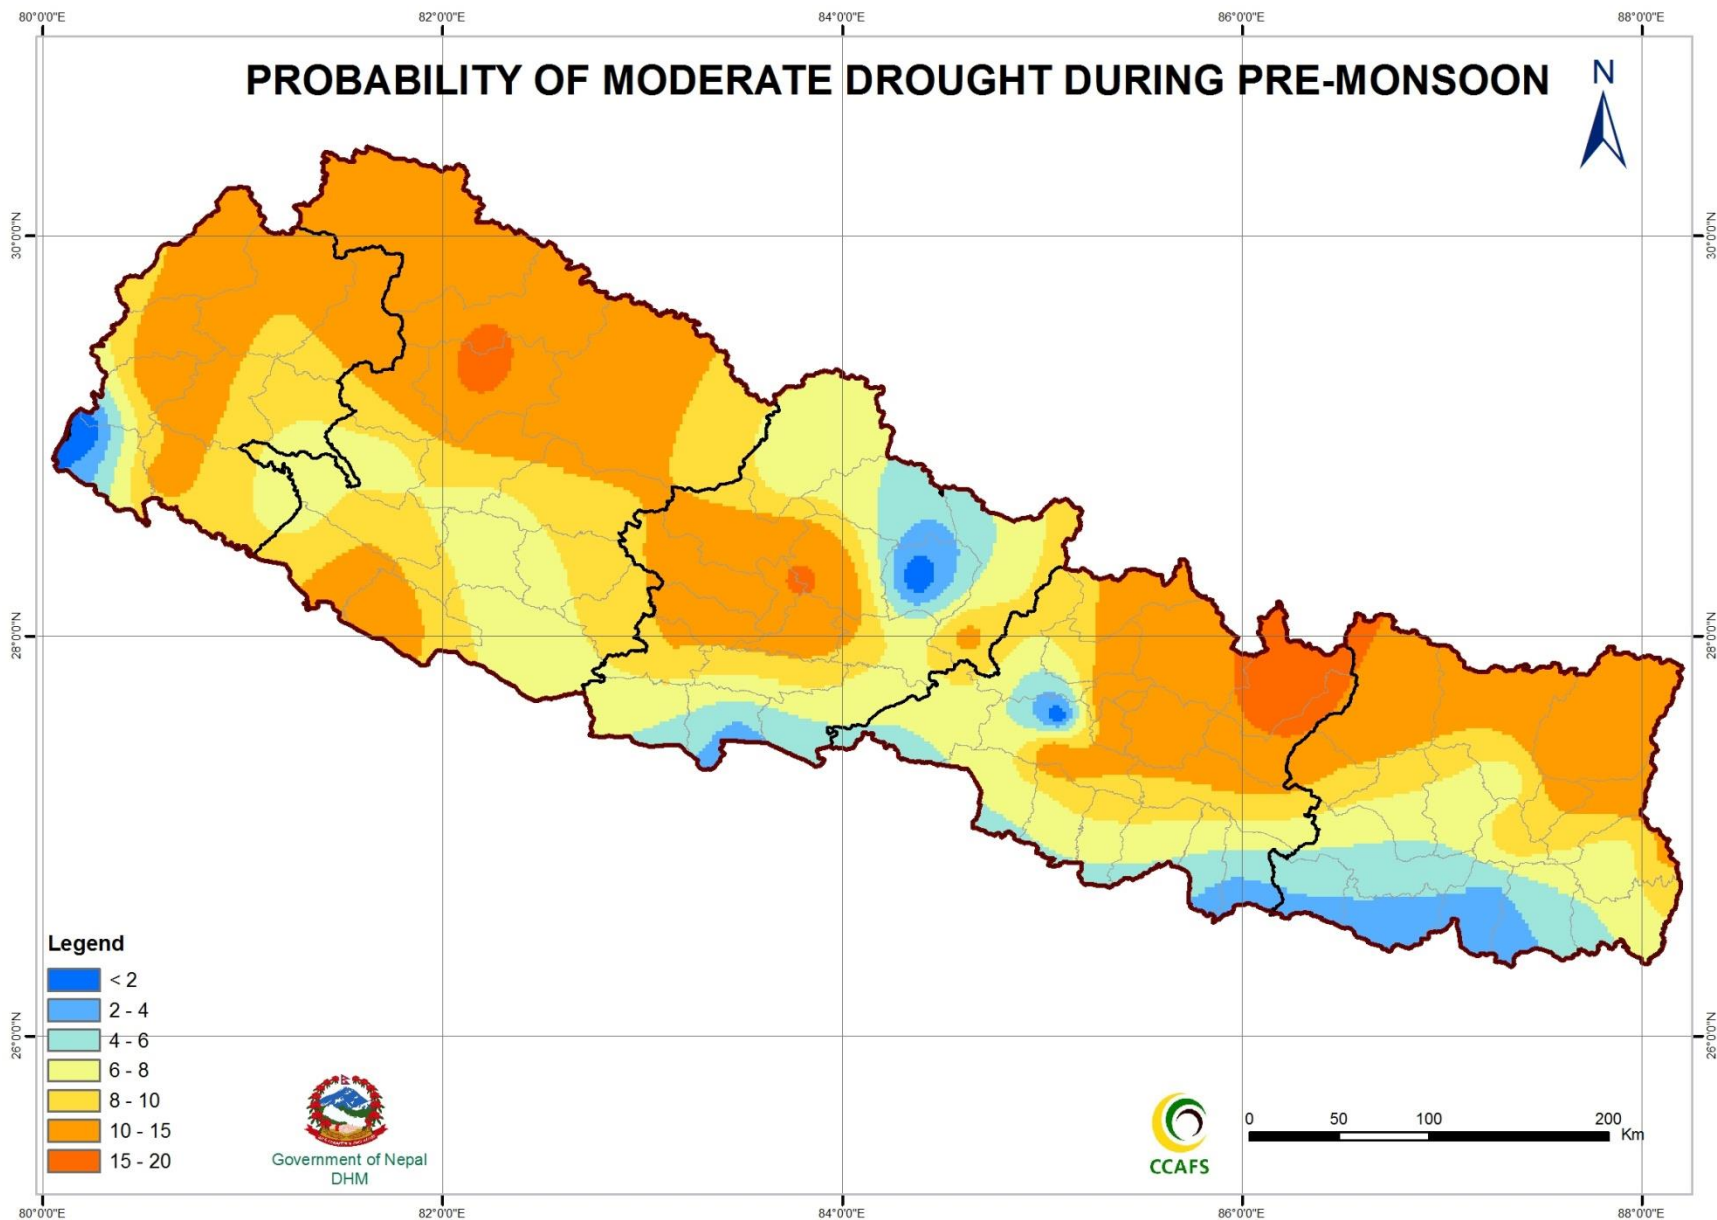 80°0'0"E 82°0'0"E 84°0'0"E 86°0'0"E 88°0'0"E
PROBABILITY OF MODERATE DROUGHT DURING PRE-MONSOON
N
30°0'0"N 30°0'0"N
28°0'0"N 28°0'0"N
26°0'0"N 26°0'0"N
Legend
< 2
2 - 4
4 - 6
6 - 8
8 - 10
10 - 15
15 - 20
Government of Nepal
DHM
CCAFS
0 50 100 200
Km
80°0'0"E 82°0'0"E 84°0'0"E 86°0'0"E 88°0'0"E